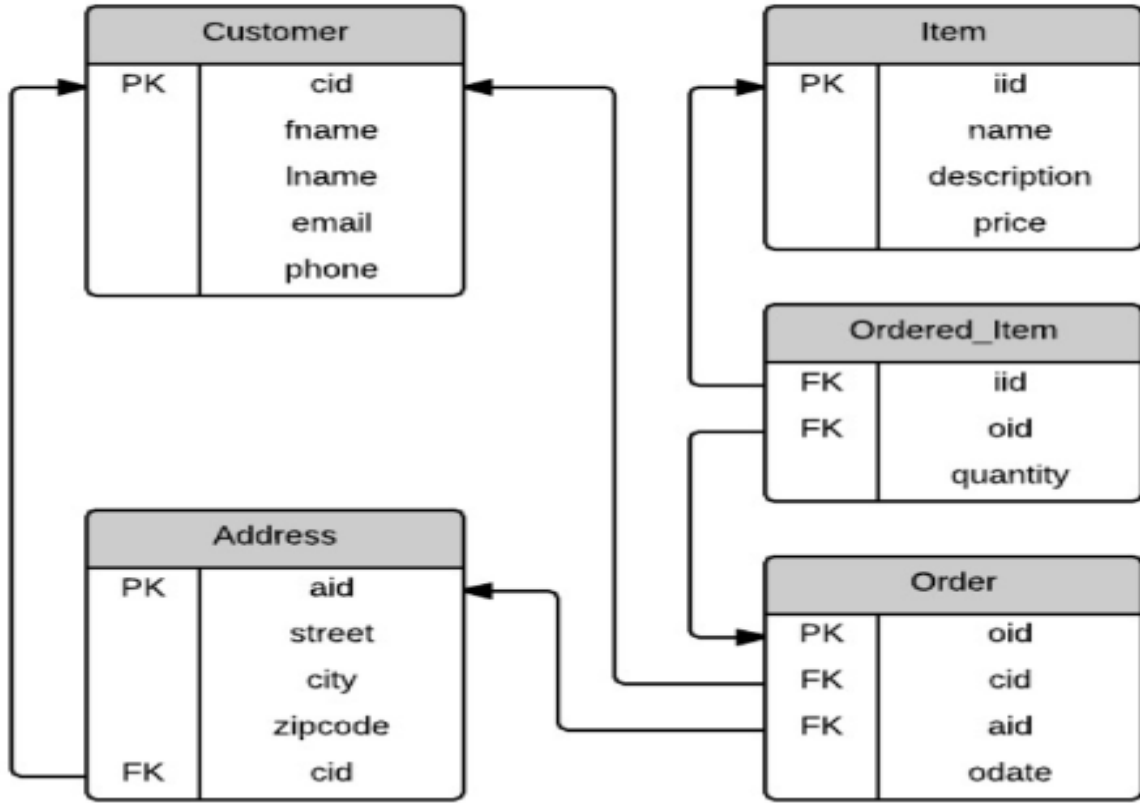 Customer
PK cid
fname
lname
email
phone
Item
PK iid
name
description
price
Ordered_Item
FK iid
FK oid
quantity
Address
PK aid
street
city
zipcode
FK cid
Order
PK oid
FK cid
FK aid
odate